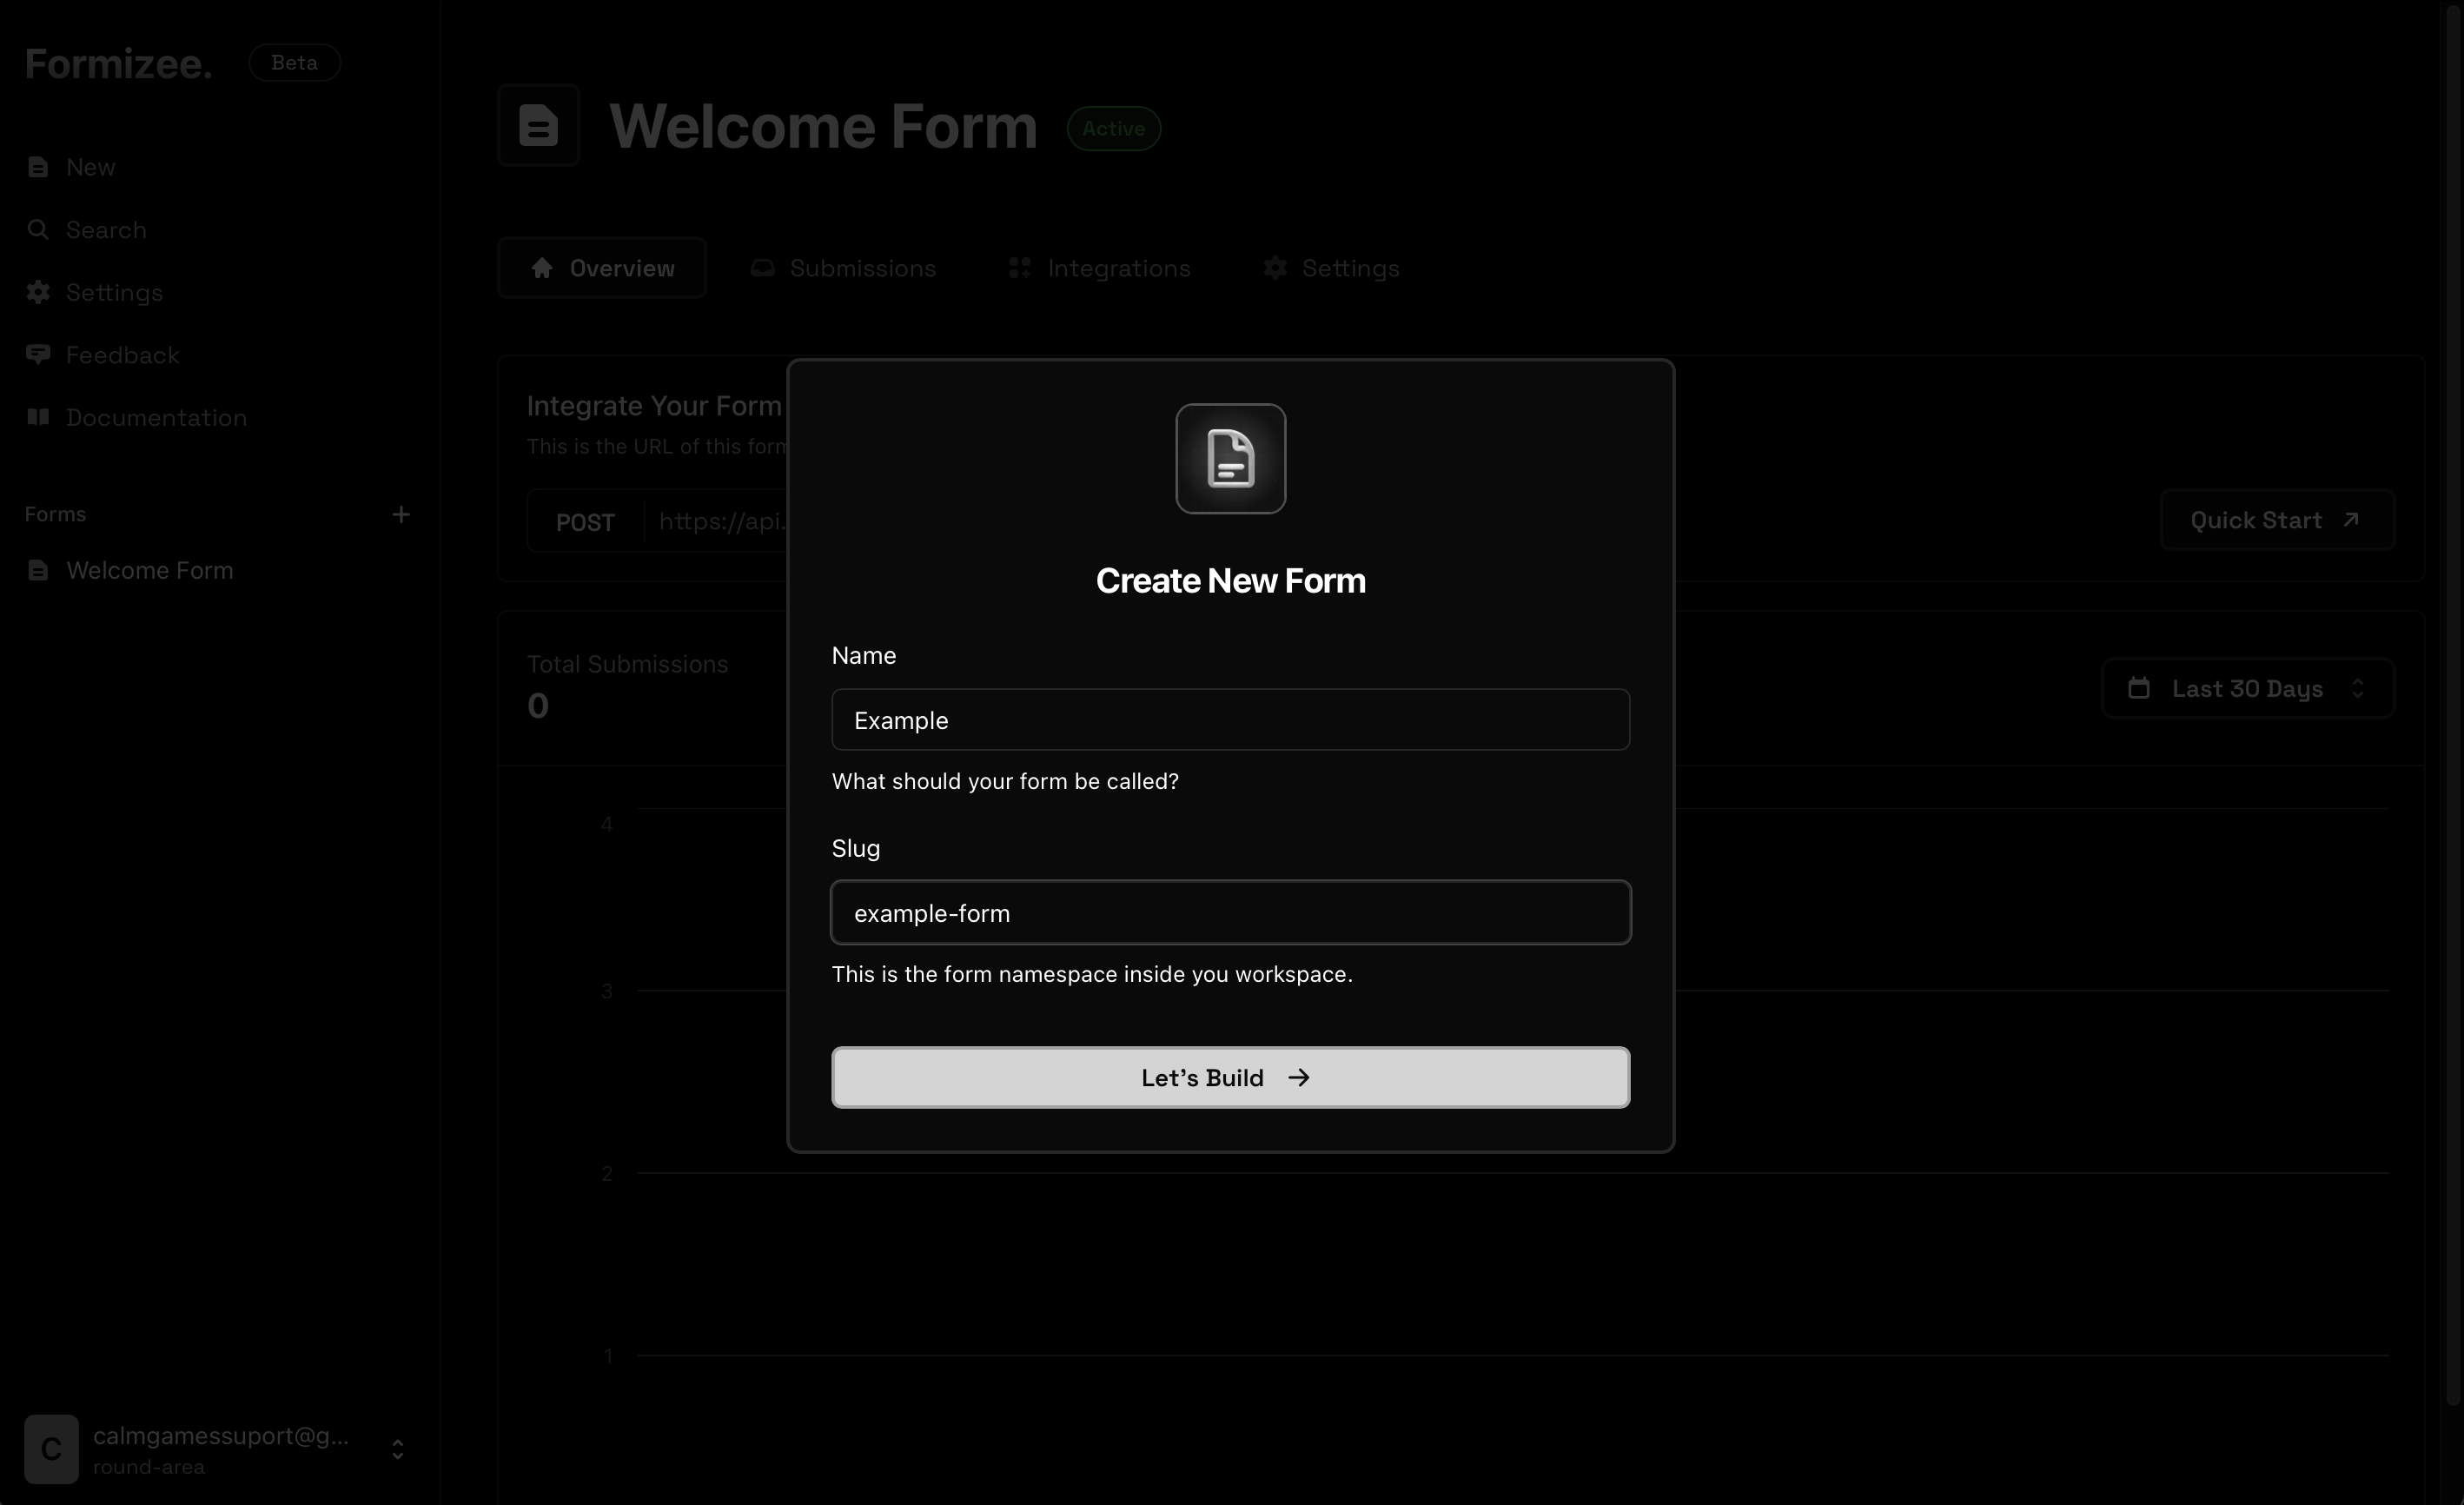 Formizee.
Beta
New
Search
Settings
Feedback
Documentation
Forms
Welcome Form
calmgamessuport@g...
C
round-area
Welcome Form
Active
Overview
Submissions
Integrations
Settings
Integrate Your Form
This is the URL of this form
POST
https://api.
Quick Start
Total Submissions
0
Last 30 Days
4
3
2
1
Create New Form
Name
Example
What should your form be called?
Slug
example-form
This is the form namespace inside you workspace.
Let's Build